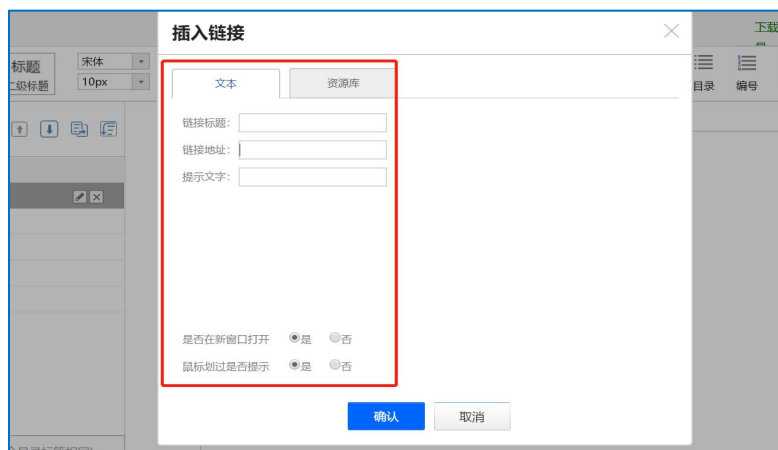 插入链接
下载
标题
二级标题
宋体
10px
目录
编号
文本
资源库
链接标题：
链接地址：
提示文字：
是否在新窗口打开 是 否
鼠标划过是否提示 是 否
确认 取消